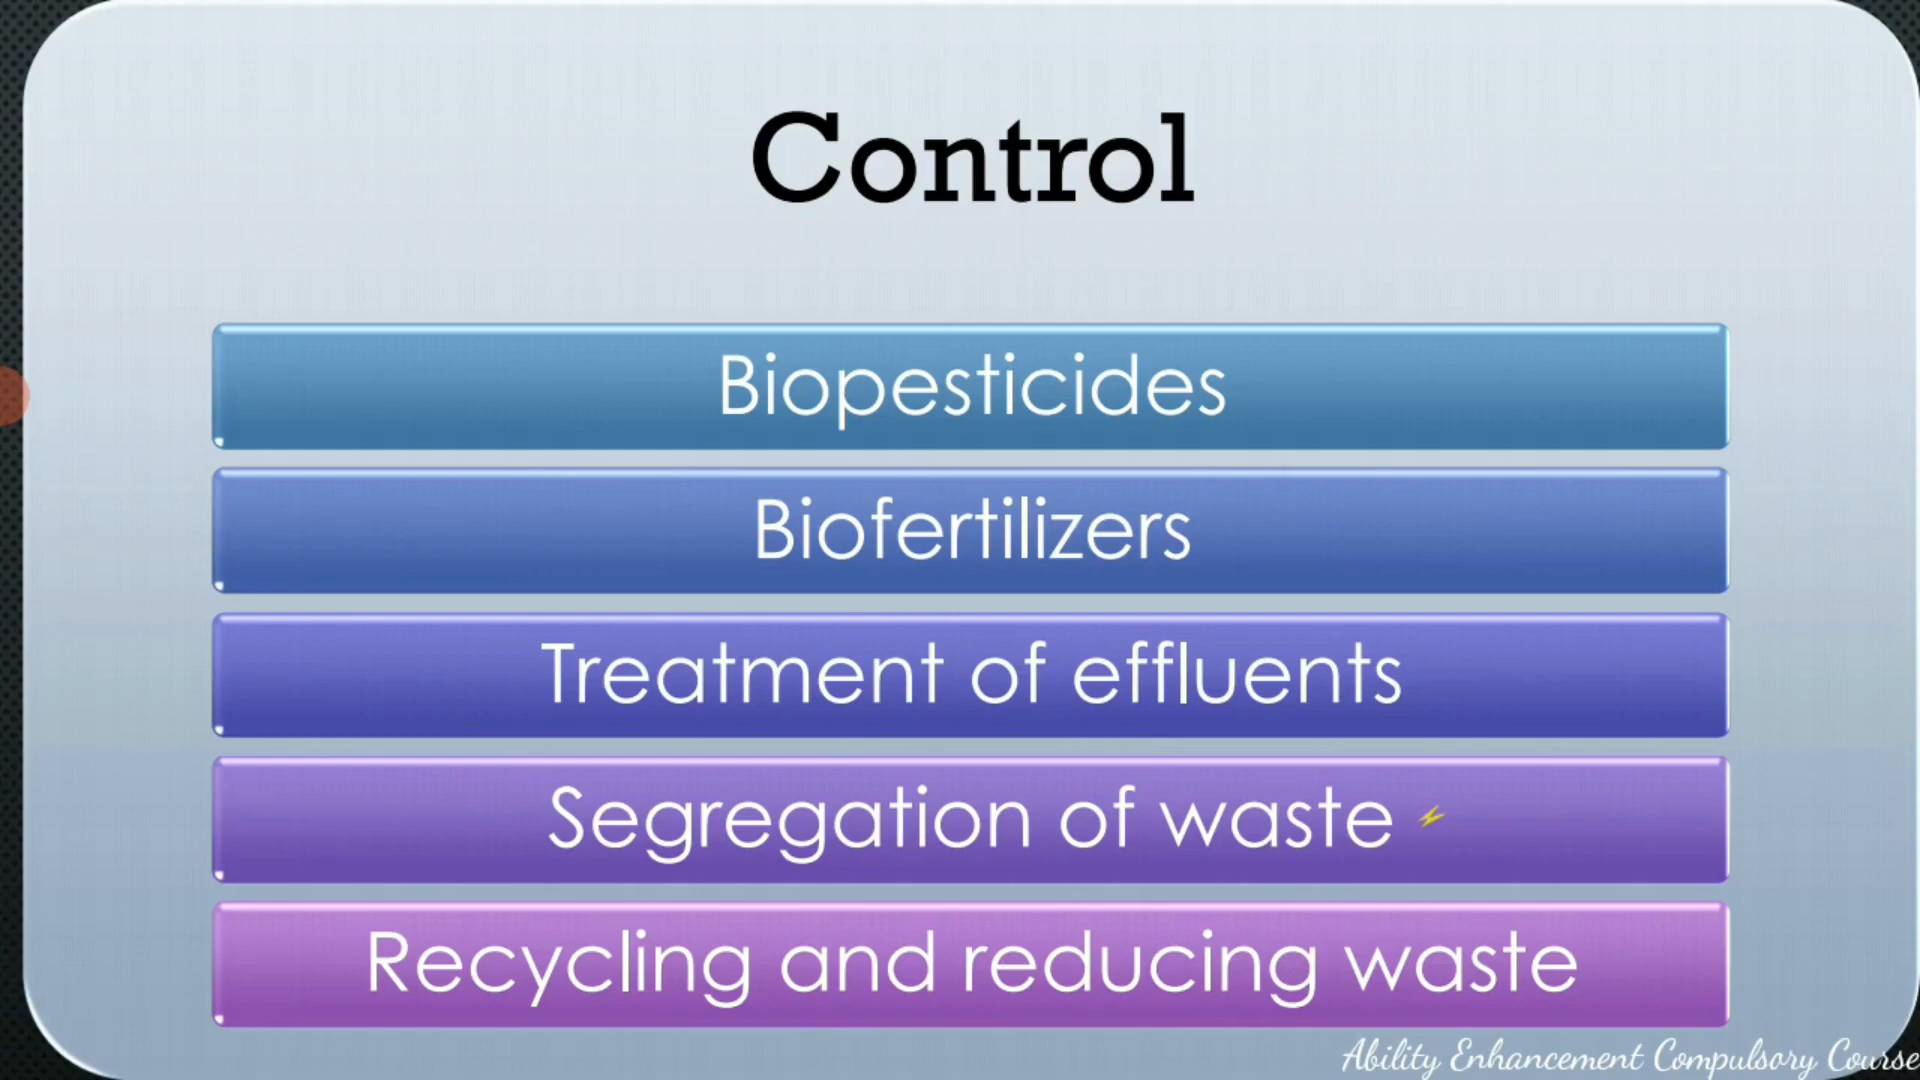 Control
Biopesticides
Biofertilizers
Treatment of effluents
Segregation of waste
Recycling and reducing waste
Ability Enhancement Compulsory Course